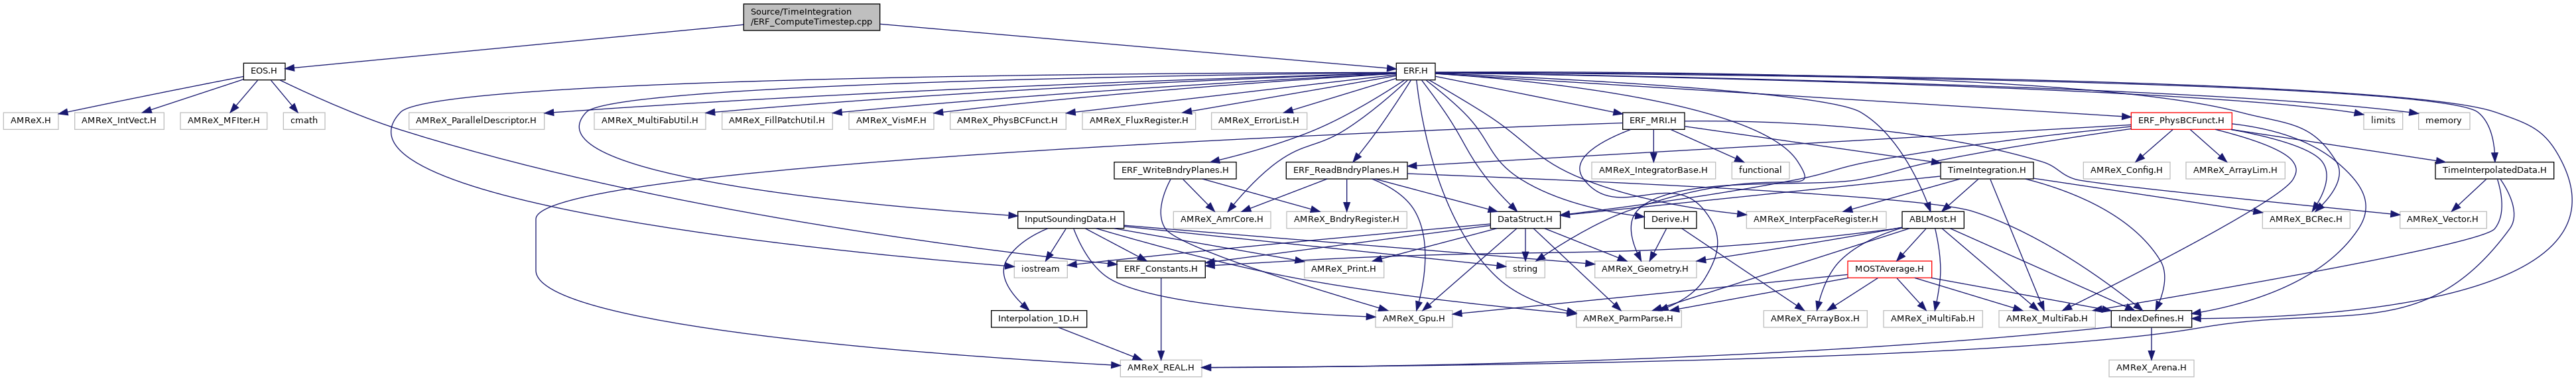 Source/TimeIntegration
/ERF_ComputeTimestep.cpp
EOS.H
ERF.H
AMReX.H
AMReX_IntVect.H
AMReX_MFIter.H
cmath
AMReX_ParallelDescriptor.H
AMReX_MultiFabUtil.H
AMReX_FillPatchUtil.H
AMReX_VisMF.H
AMReX_PhysBCFunct.H
AMReX_FluxRegister.H
AMReX_ErrorList.H
ERF_MRI.H
ERF_PhysBCFunct.H
limits
memory
ERF_WriteBndryPlanes.H
ERF_ReadBndryPlanes.H
AMReX_IntegratorBase.H
functional
TimeIntegration.H
AMReX_Config.H
AMReX_ArrayLim.H
TimeInterpolatedData.H
InputSoundingData.H
AMReX_AmrCore.H
AMReX_BndryRegister.H
DataStruct.H
Derive.H
AMReX_InterpFaceRegister.H
ABLMost.H
AMReX_BCRec.H
AMReX_Vector.H
iostream
ERF_Constants.H
AMReX_Print.H
string
AMReX_Geometry.H
MOSTAverage.H
Interpolation_1D.H
AMReX_Gpu.H
AMReX_ParmParse.H
AMReX_FArrayBox.H
AMReX_iMultiFab.H
AMReX_MultiFab.H
IndexDefines.H
AMReX_REAL.H
AMReX_Arena.H